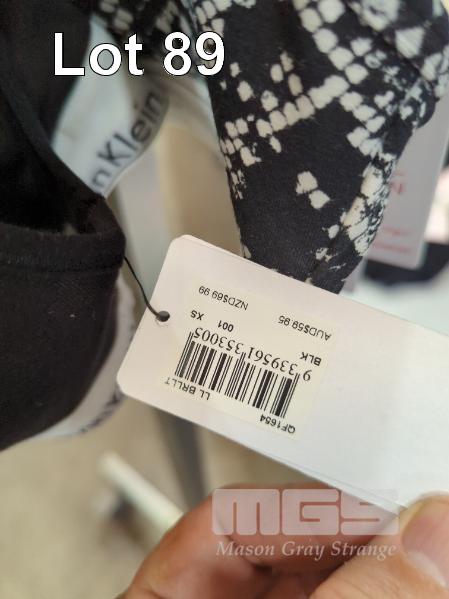 Lot 89
n Klein
QF1654
LL BRLLT
9 339561 353005
BLK 001 XS
AUD$59.95 NZD$69.99
MGS
Mason Gray Strange